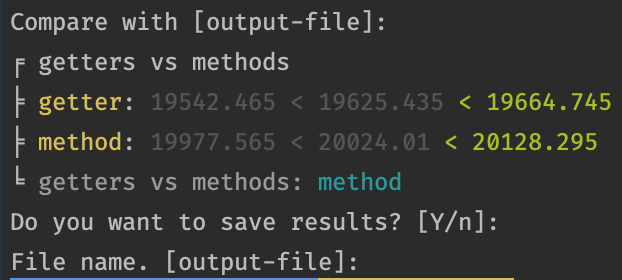 Compare with [output-file]:
╒ getters vs methods
╞ getter: 19542.465 < 19625.435 < 19664.745
╞ method: 19977.565 < 20024.01 < 20128.295
╘ getters vs methods: method
Do you want to save results? [Y/n]:
File name. [output-file]: